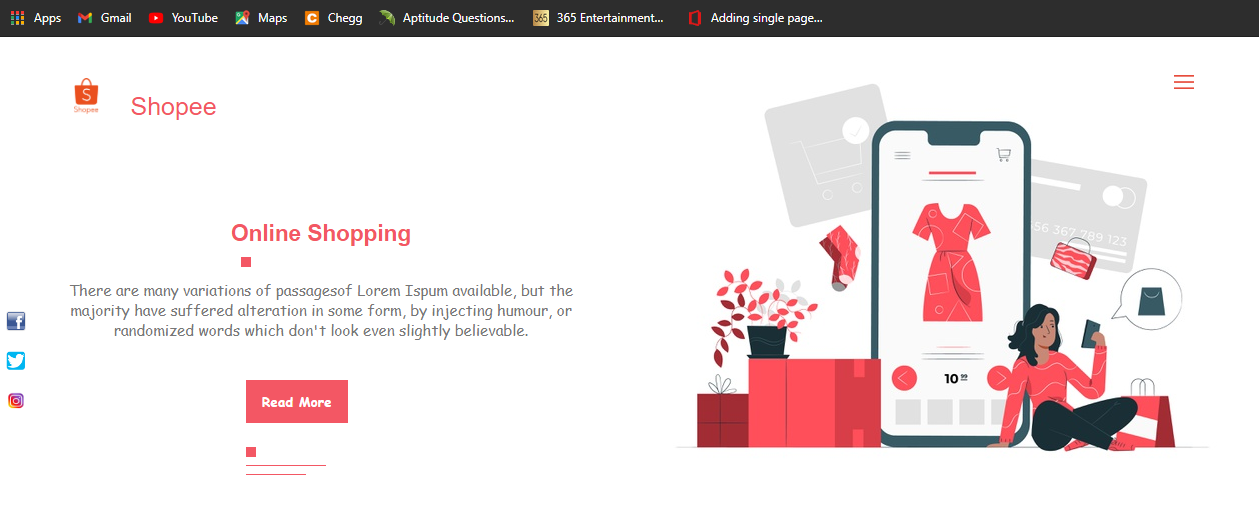 Apps Gmail YouTube Maps Chegg Aptitude Questions... 365 Entertainment... Adding single page...
S
Shopee
Shopee
Online Shopping
There are many variations of passagesof Lorem Ispum available, but the
majority have suffered alteration in some form, by injecting humour, or
randomized words which don't look even slightly believable.
Read More
367 789 123
10 99